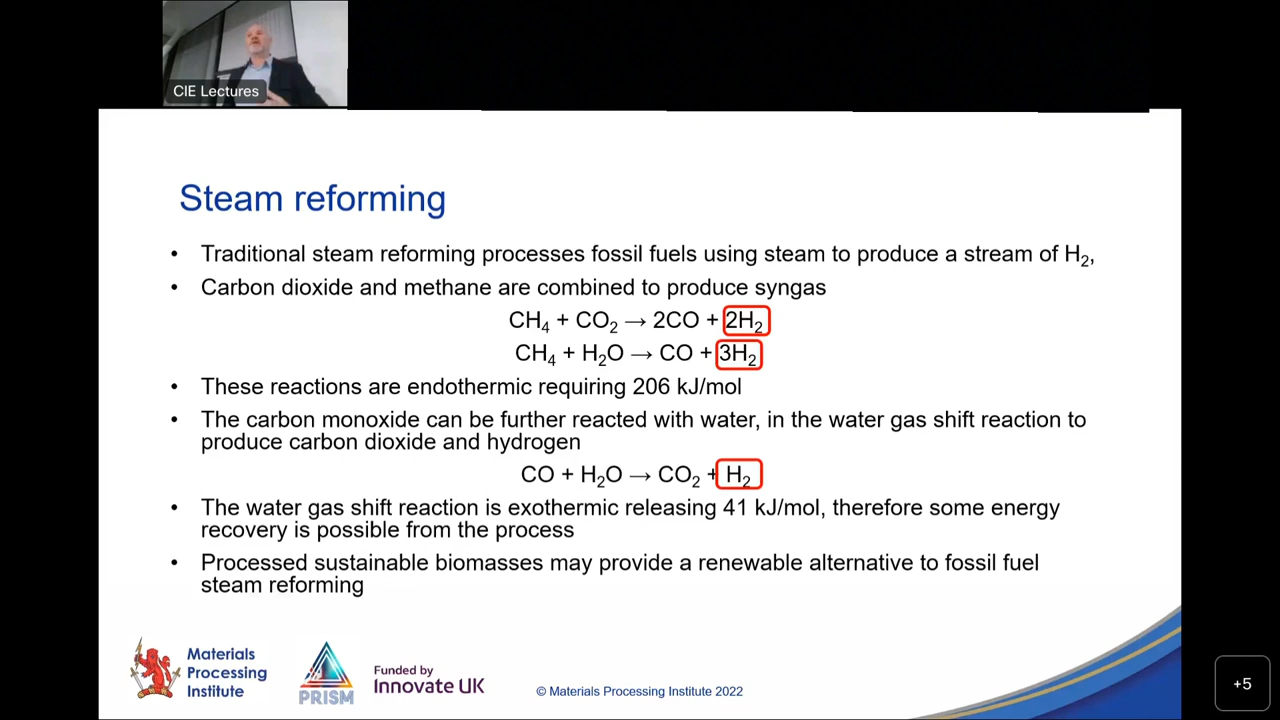 CIE Lectures
Steam reforming
• Traditional steam reforming processes fossil fuels using steam to produce a stream of H₂,
• Carbon dioxide and methane are combined to produce syngas
CH₄ + CO₂ → 2CO + 2H₂
CH₄ + H₂O → CO + 3H₂
• These reactions are endothermic requiring 206 kJ/mol
• The carbon monoxide can be further reacted with water, in the water gas shift reaction to
produce carbon dioxide and hydrogen
CO + H₂O → CO₂ + H₂
• The water gas shift reaction is exothermic releasing 41 kJ/mol, therefore some energy
recovery is possible from the process
• Processed sustainable biomasses may provide a renewable alternative to fossil fuel
steam reforming
Materials
Processing
Institute
PRISM
Funded by
Innovate UK
© Materials Processing Institute 2022
+5